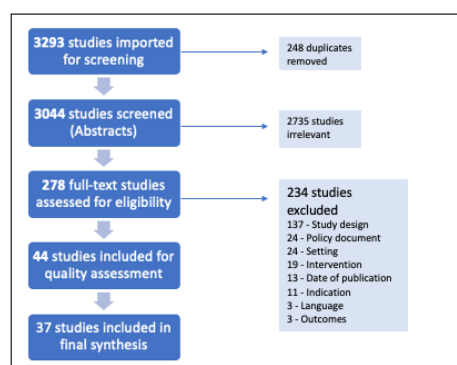 3293 studies imported
for screening
248 duplicates
removed
3044 studies screened
(Abstracts)
2735 studies
irrelevant
278 full-text studies
assessed for eligibility
234 studies
excluded
137 - Study design
24 - Policy document
24 - Setting
19 - Intervention
13 - Date of publication
11 - Indication
3 - Language
3 - Outcomes
44 studies included for
quality assessment
37 studies included in
final synthesis